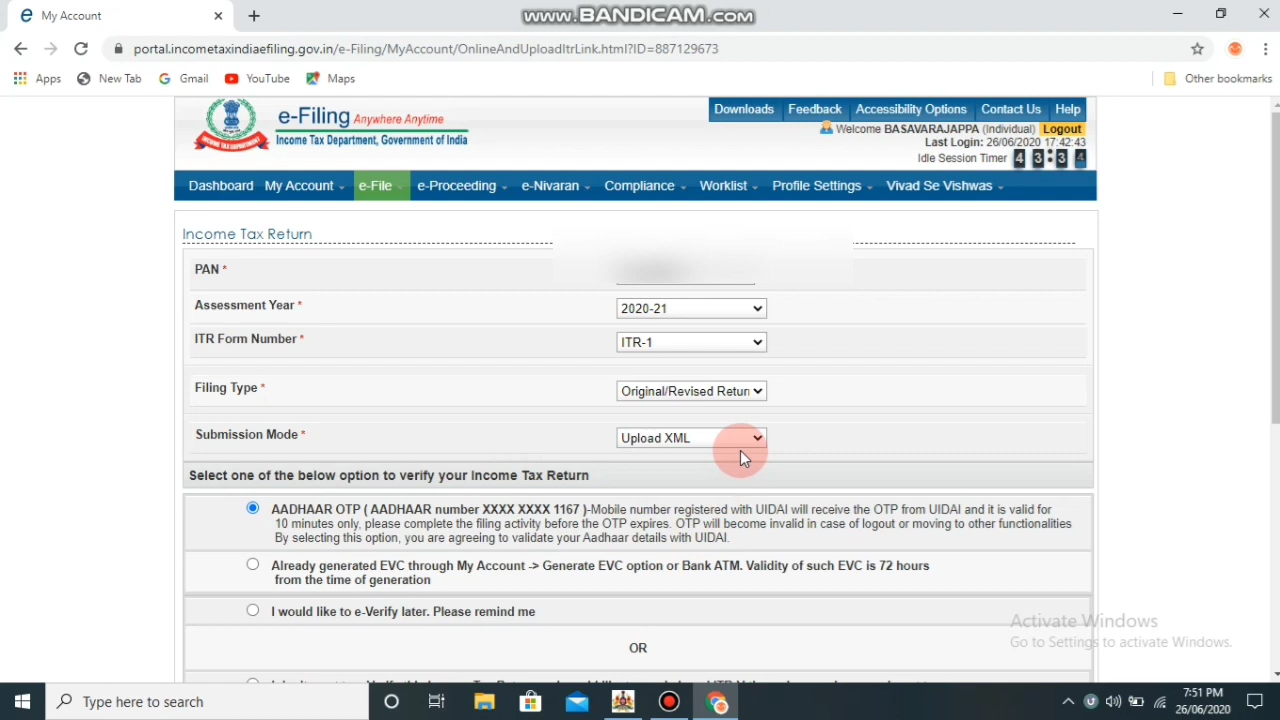 My Account
www.BANDICAM.com
portal.incometaxindiaefiling.gov.in/e-Filing/MyAccount/OnlineAndUploadItrLink.html?ID=887129673
Apps New Tab Gmail YouTube Maps Other bookmarks
e-Filing Anywhere Anytime
Income Tax Department, Government of India
Downloads Feedback Accessibility Options Contact Us Help
Welcome BASAVARAJAPPA (Individual) Logout
Last Login: 26/06/2020 17:42:43
Idle Session Timer 4 3 : 3 4
Dashboard My Account e-File e-Proceeding e-Nivaran Compliance Worklist Profile Settings Vivad Se Vishwas
Income Tax Return
PAN *
Assessment Year * 2020-21
ITR Form Number * ITR-1
Filing Type * Original/Revised Return
Submission Mode * Upload XML
Select one of the below option to verify your Income Tax Return
AADHAAR OTP ( AADHAAR number XXXX XXXX 1167 )-Mobile number registered with UIDAI will receive the OTP from UIDAI and it is valid for
10 minutes only, please complete the filing activity before the OTP expires. OTP will become invalid in case of logout or moving to other functionalities
By selecting this option, you are agreeing to validate your Aadhaar details with UIDAI.
Already generated EVC through My Account -> Generate EVC option or Bank ATM. Validity of such EVC is 72 hours
from the time of generation
I would like to e-Verify later. Please remind me
OR
Activate Windows
Go to Settings to activate Windows.
Type here to search
7:51 PM
26/06/2020